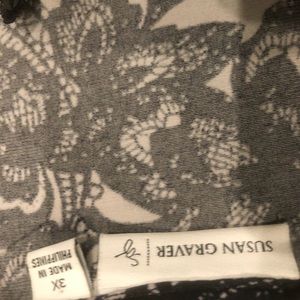 SUSAN GRAVER
3X
MADE IN
PHILIPPINES